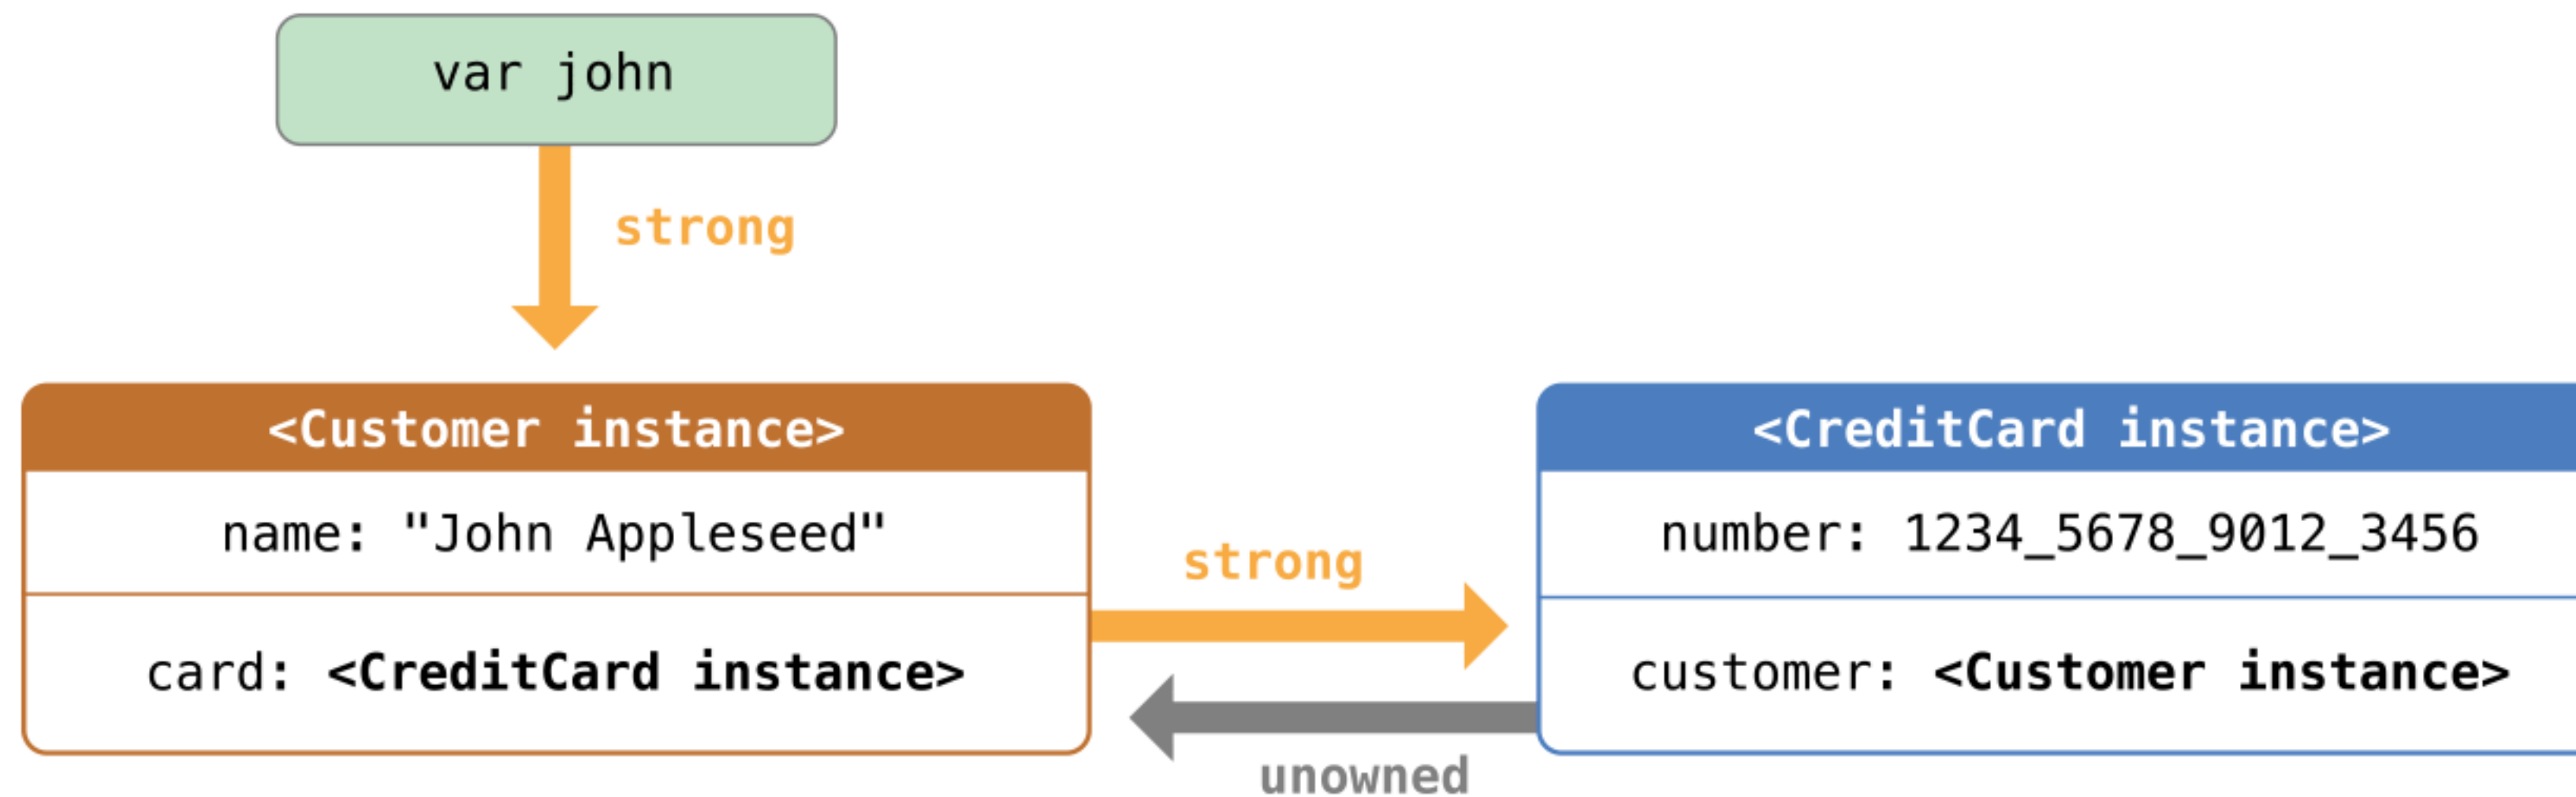 var john
strong
<Customer instance>
name: "John Appleseed"
card: <CreditCard instance>
strong
unowned
<CreditCard instance>
number: 1234_5678_9012_3456
customer: <Customer instance>